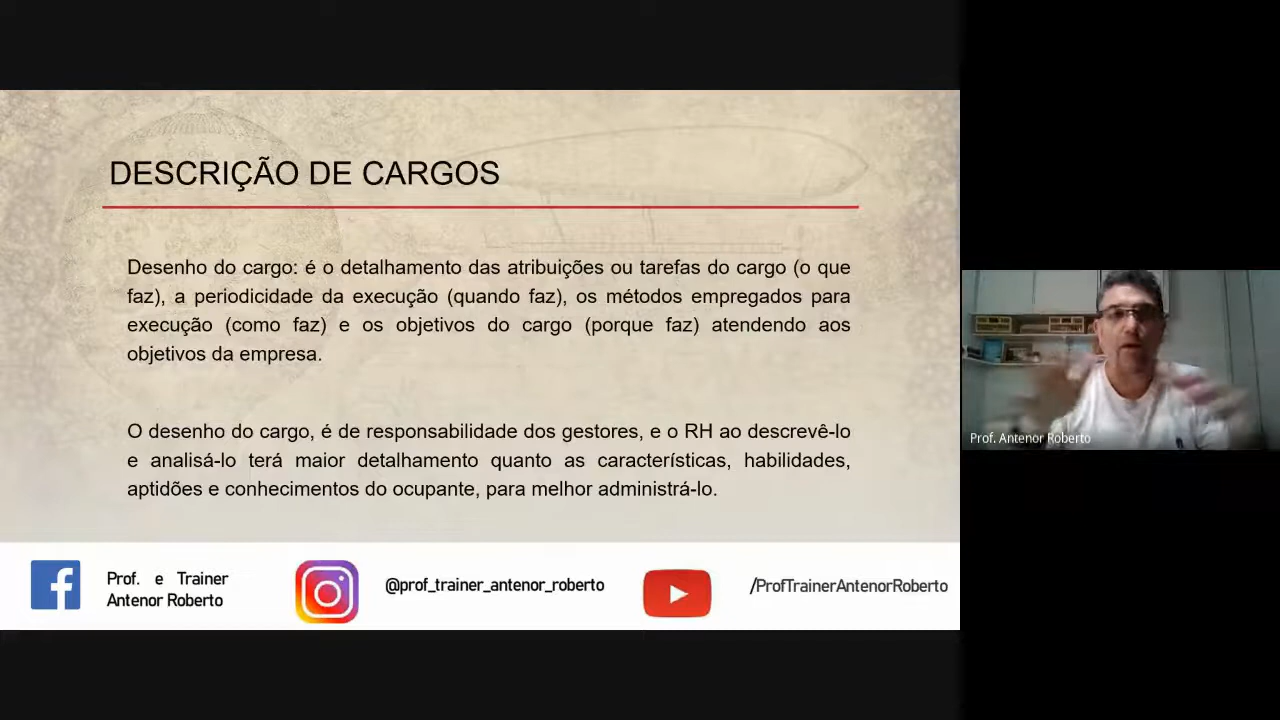 DESCRIÇÃO DE CARGOS
Desenho do cargo: é o detalhamento das atribuições ou tarefas do cargo (o que
faz), a periodicidade da execução (quando faz), os métodos empregados para
execução (como faz) e os objetivos do cargo (porque faz) atendendo aos
objetivos da empresa.
O desenho do cargo, é de responsabilidade dos gestores, e o RH ao descrevê-lo
e analisá-lo terá maior detalhamento quanto as características, habilidades,
aptidões e conhecimentos do ocupante, para melhor administrá-lo.
Prof. e Trainer
Antenor Roberto
@prof_trainer_antenor_roberto
/ProfTrainerAntenorRoberto
Prof. Antenor Roberto